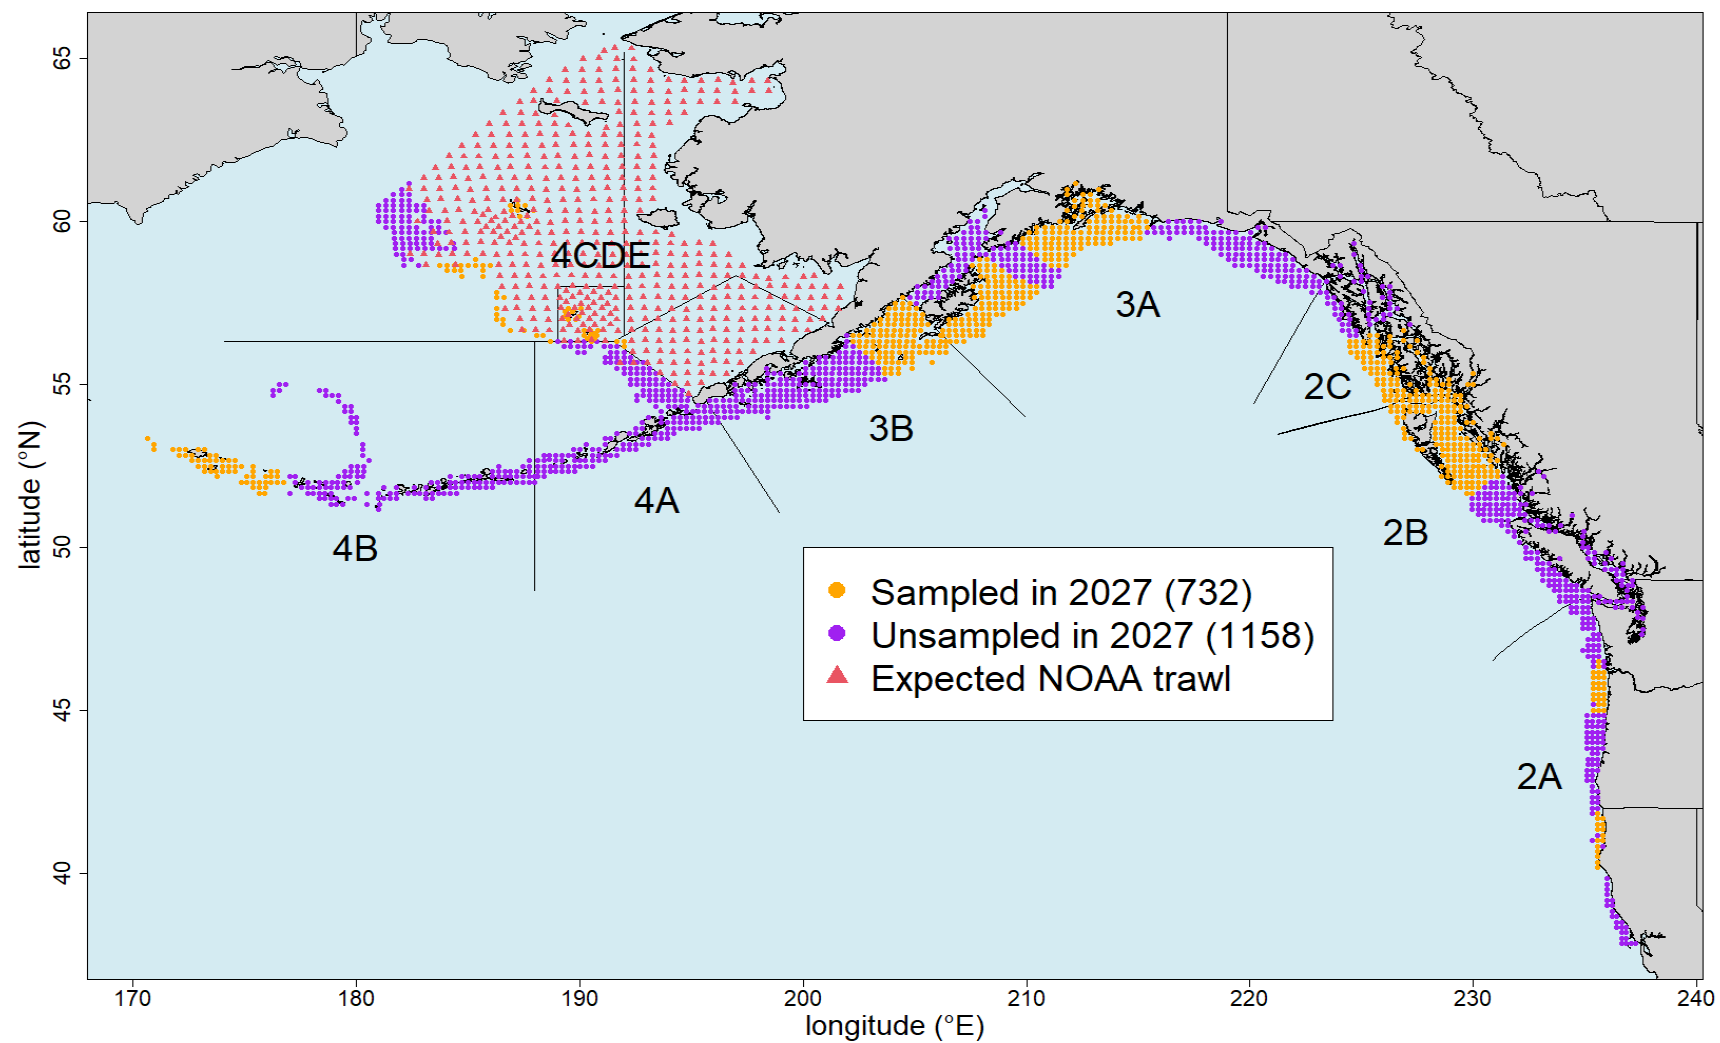 65
60
55
50
45
40
latitude (°N)
4CDE
3A
2C
3B
4A
2B
4B
2A
Sampled in 2027 (732)
Unsampled in 2027 (1158)
Expected NOAA trawl
170
180
190
200
210
220
230
240
longitude (°E)